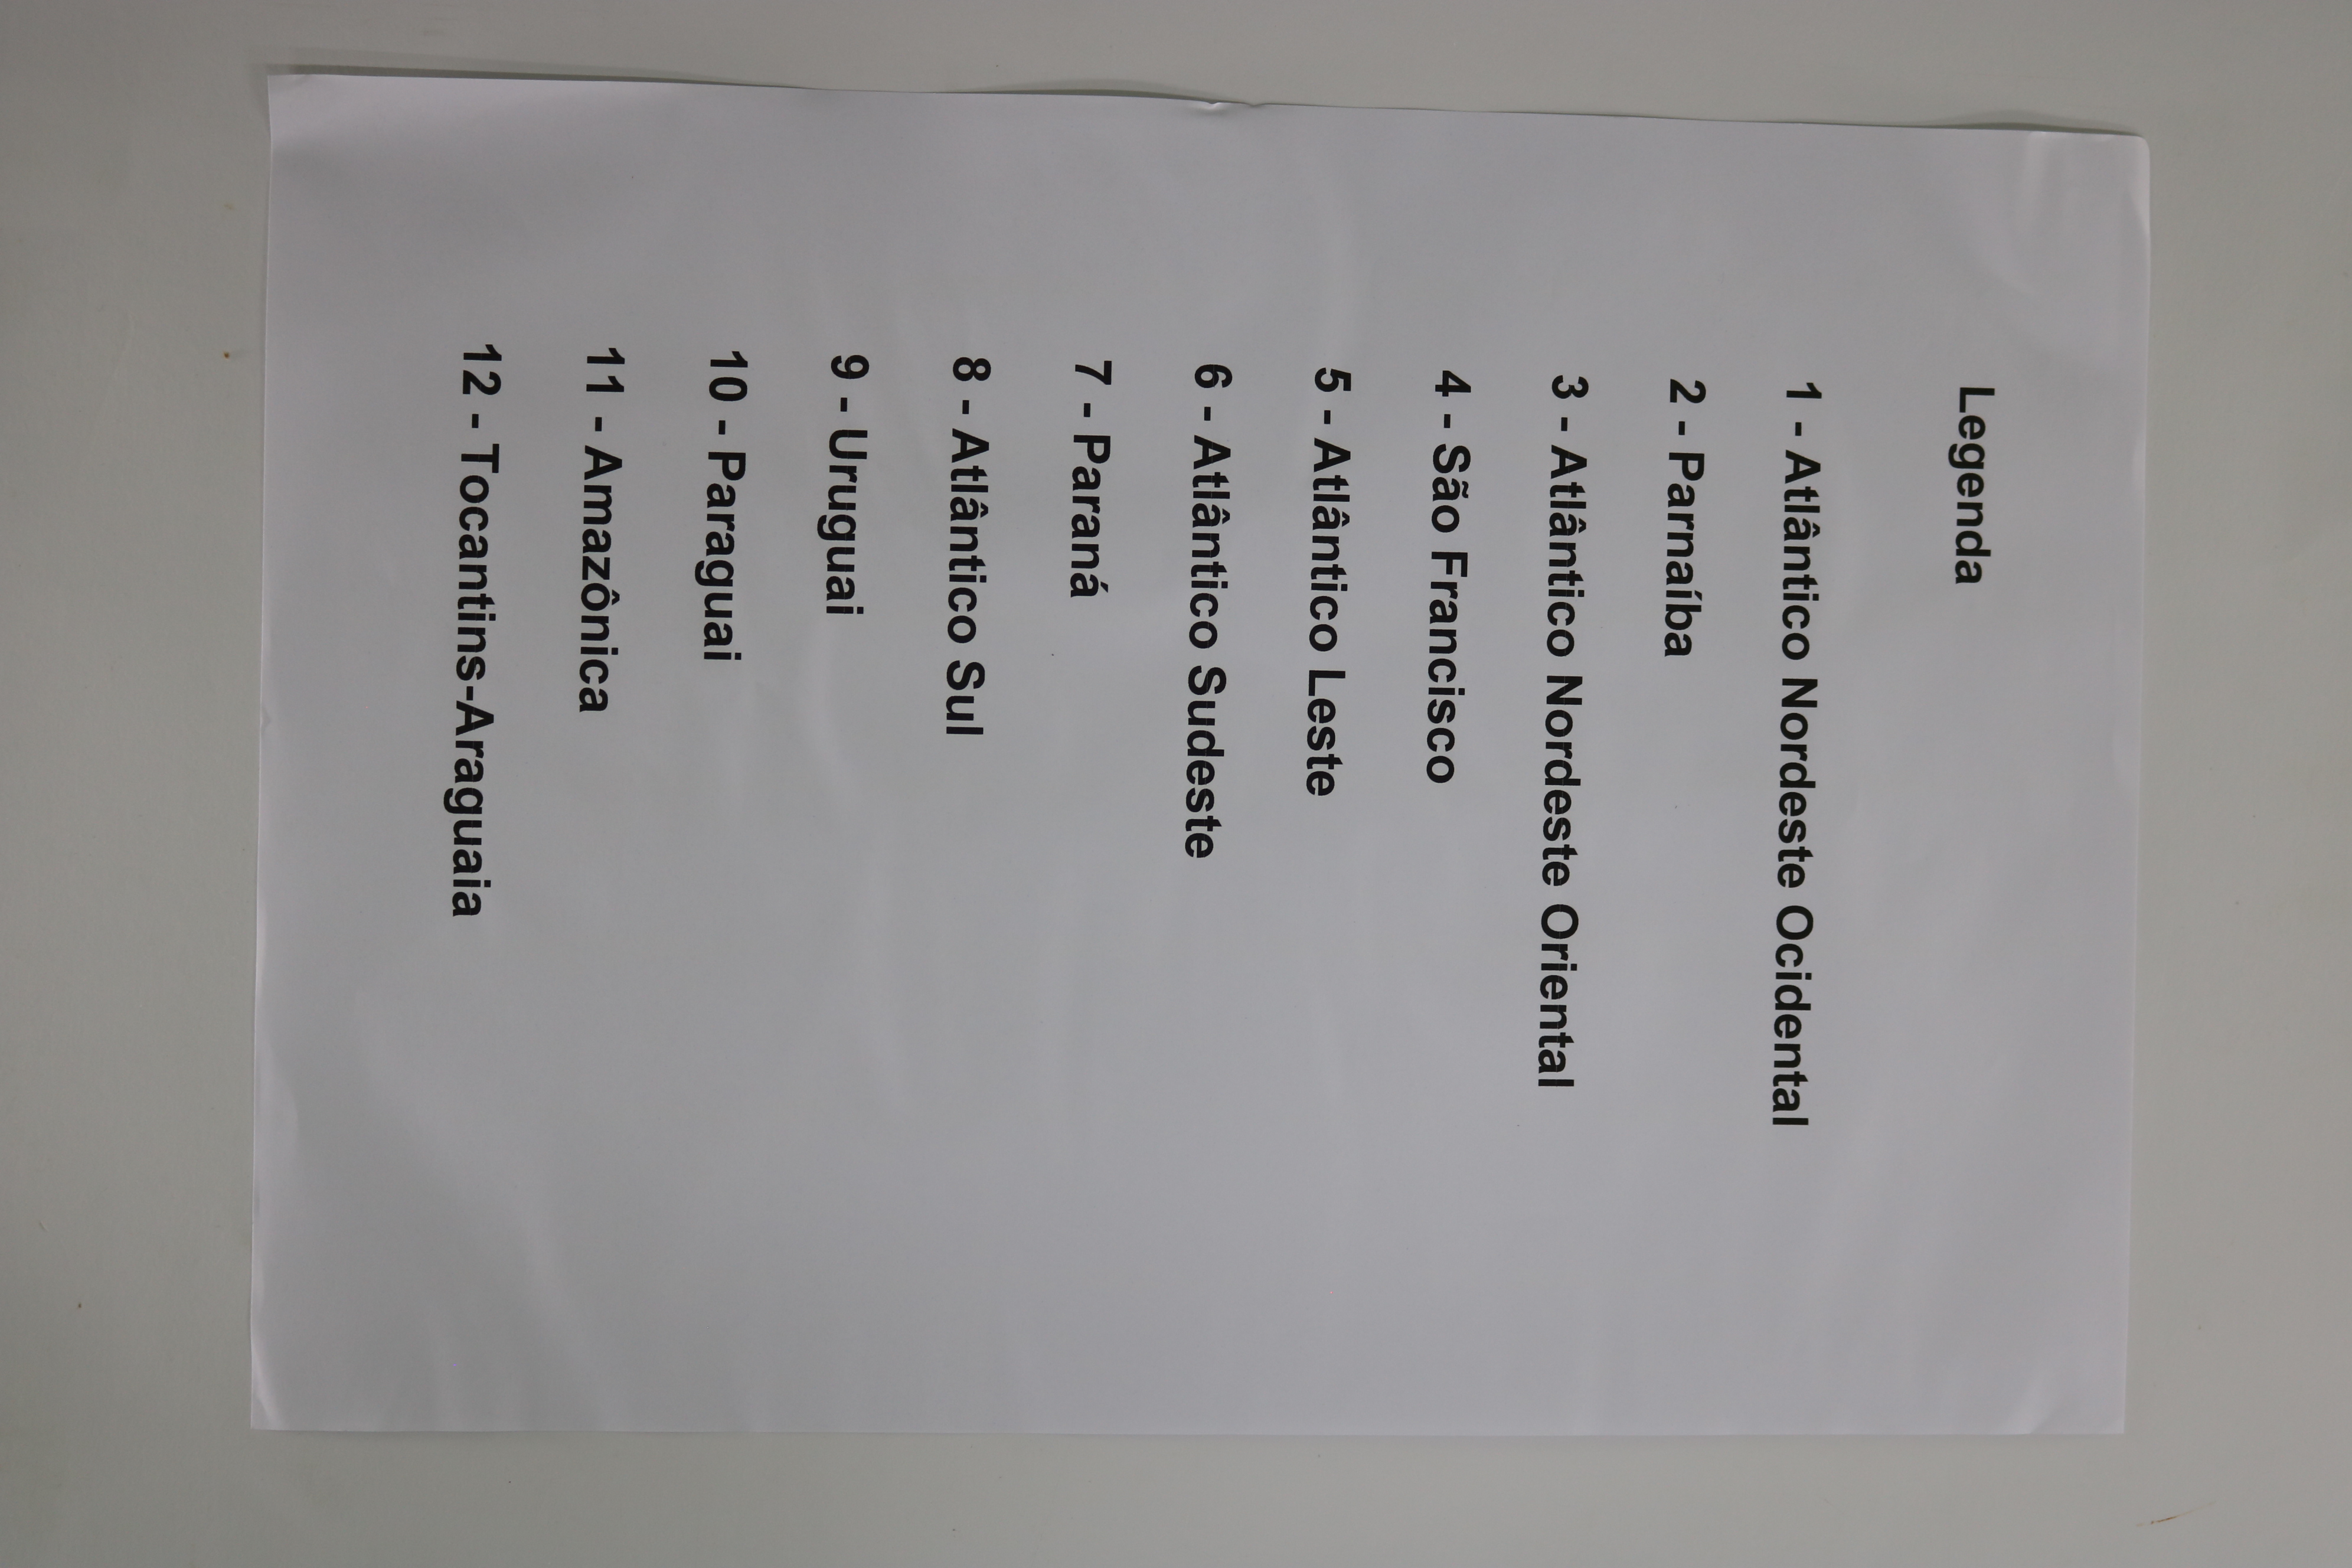 Legenda
1 - Atlântico Nordeste Ocidental
2 - Parnaíba
3 - Atlântico Nordeste Oriental
4 - São Francisco
5 - Atlântico Leste
6 - Atlântico Sudeste
7 - Paraná
8 - Atlântico Sul
9 - Uruguai
10 - Paraguai
11 - Amazônica
12 - Tocantins-Araguaia